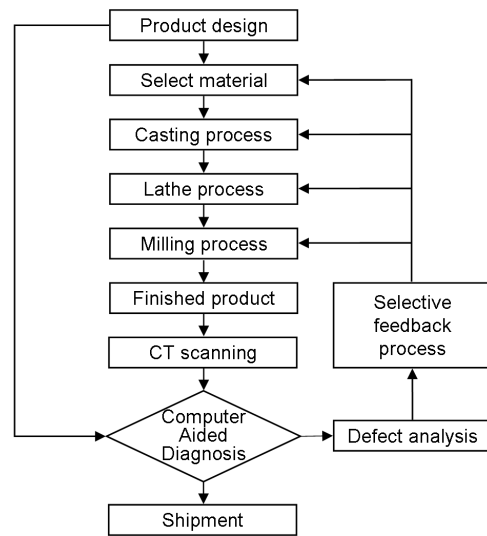 Product design
Select material
Casting process
Lathe process
Milling process
Finished product
CT scanning
Computer
Aided
Diagnosis
Shipment
Defect analysis
Selective
feedback
process